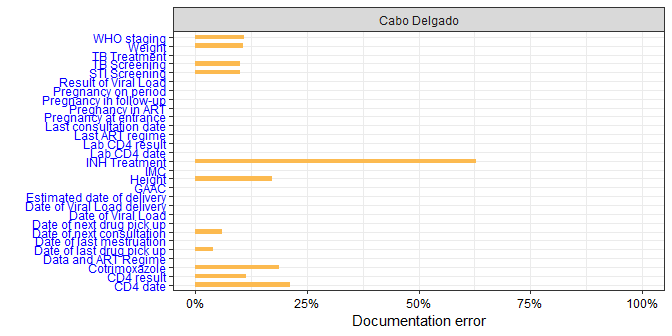 Cabo Delgado
WHO staging
Weight
TB Treatment
TB Screening
STI Screening
Result of Viral Load
Pregnancy on period
Pregnancy in follow-up
Pregnancy in ART
Pregnancy at entrance
Last consultation date
Last ART regime
Lab CD4 result
Lab CD4 date
INH Treatment
IMC
Height
GAAC
Estimated date of delivery
Date of Viral Load delivery
Date of Viral Load
Date of next drug pick up
Date of next consultation
Date of last mestruation
Date of last drug pick up
Data and ART Regime
Cotrimoxazole
CD4 result
CD4 date
0% 25% 50% 75% 100%
Documentation error